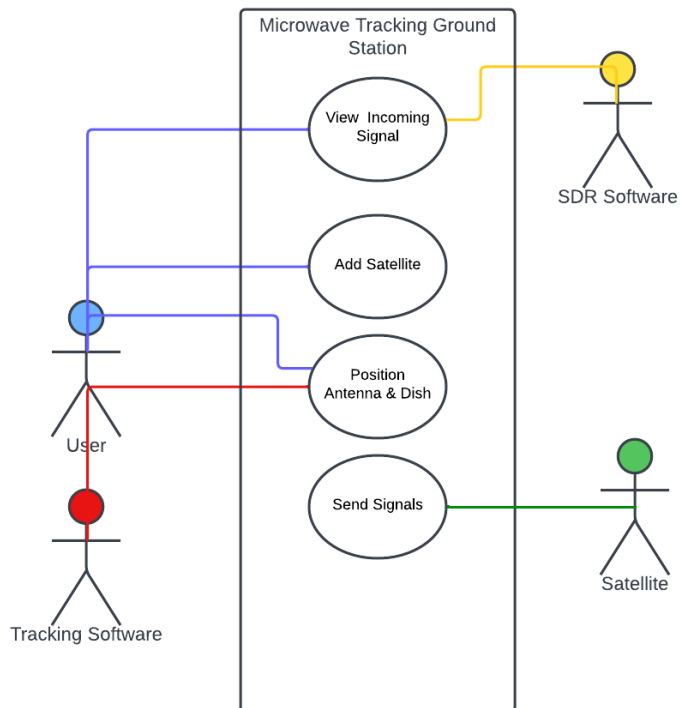 Microwave Tracking Ground
Station
View Incoming
Signal
SDR Software
Add Satellite
Position
Antenna & Dish
User
Send Signals
Satellite
Tracking Software